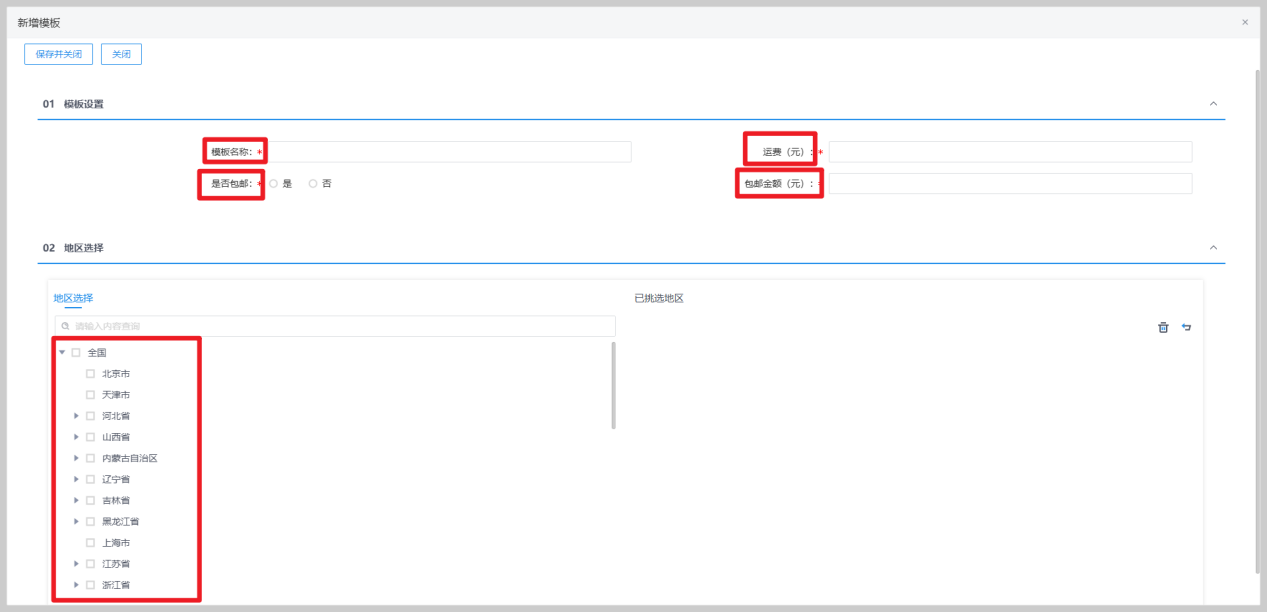 新增模板
保存并关闭 关闭
01 模板设置
模板名称: * 运费（元）: *
是否包邮: * 是 否 包邮金额（元）: *
02 地区选择
地区选择 已挑选地区
请输入内容查询
全国
北京市
天津市
河北省
山西省
内蒙古自治区
辽宁省
吉林省
黑龙江省
上海市
江苏省
浙江省